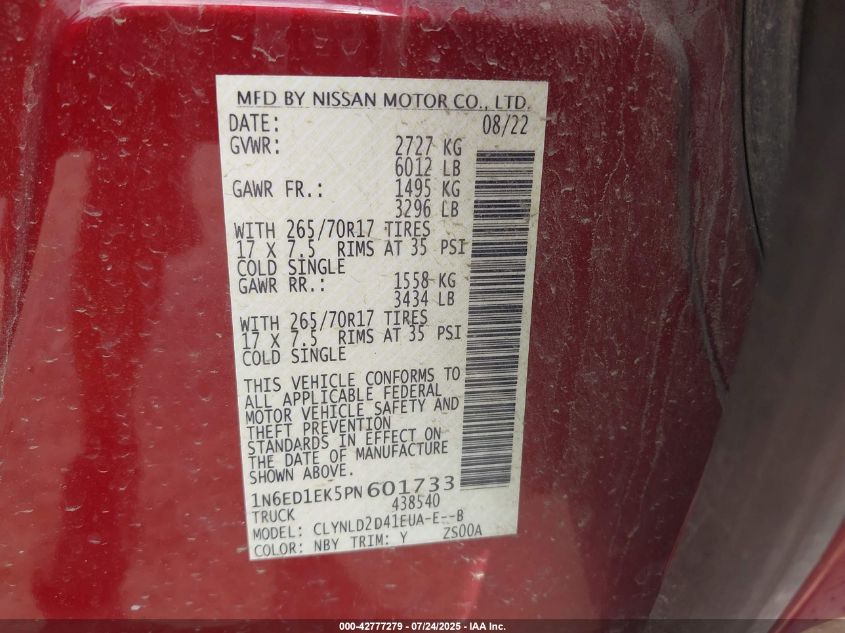 MFD BY NISSAN MOTOR CO., LTD.
DATE: 08/22
GVWR: 2727 KG
6012 LB
GAWR FR.: 1495 KG
3296 LB
WITH 265/70R17 TIRES
17 X 7.5 RIMS AT 35 PSI
COLD SINGLE
GAWR RR.: 1558 KG
3434 LB
WITH 265/70R17 TIRES
17 X 7.5 RIMS AT 35 PSI
COLD SINGLE
THIS VEHICLE CONFORMS TO
ALL APPLICABLE FEDERAL
MOTOR VEHICLE SAFETY AND
THEFT PREVENTION
STANDARDS IN EFFECT ON
THE DATE OF MANUFACTURE
SHOWN ABOVE.
1N6ED1EK5PN601733
TRUCK 438540
MODEL: CLYNLD2D41EUA-E--B
COLOR: NBY TRIM: Y ZS00A
000-42777279 - 07/24/2025 - IAA Inc.